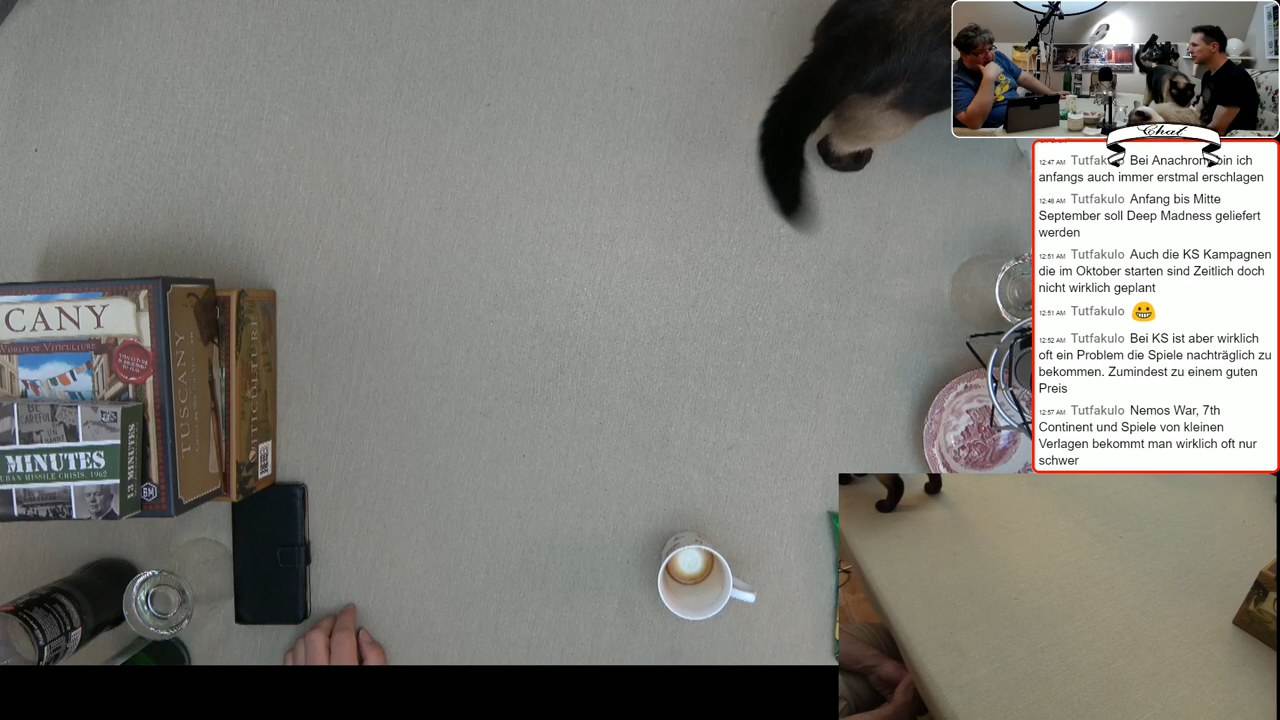 Chat
12:47 AM Tutfakulo Bei Anachrony bin ich
anfangs auch immer erstmal erschlagen
12:48 AM Tutfakulo Anfang bis Mitte
September soll Deep Madness geliefert
werden
12:51 AM Tutfakulo Auch die KS Kampagnen
die im Oktober starten sind Zeitlich doch
nicht wirklich geplant
12:51 AM Tutfakulo 😀
12:52 AM Tutfakulo Bei KS ist aber wirklich
oft ein Problem die Spiele nachträglich zu
bekommen. Zumindest zu einem guten
Preis
12:57 AM Tutfakulo Nemos War, 7th
Continent und Spiele von kleinen
Verlagen bekommt man wirklich oft nur
schwer
CANY
WORLD OF VITICULTURE
TUSCANY
VITICULTURE
BE
CAREFUL
MINUTES
CUBAN MISSILE CRISIS, 1962
13 MINUTES
BM